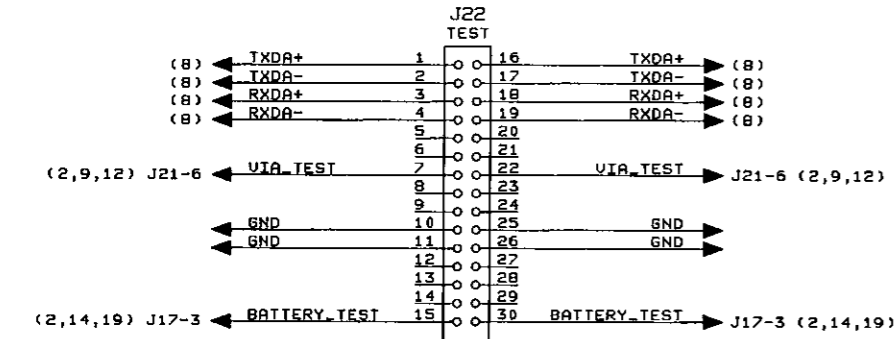 J22
TEST
(8) TXDA+ 1 16 TXDA+ (8)
(8) TXDA- 2 17 TXDA- (8)
(8) RXDA+ 3 18 RXDA+ (8)
(8) RXDA- 4 19 RXDA- (8)
5 20
6 21
(2,9,12) J21-6 VIA_TEST 7 22 VIA_TEST J21-6 (2,9,12)
8 23
9 24
GND 10 25 GND
GND 11 26 GND
12 27
13 28
14 29
(2,14,19) J17-3 BATTERY_TEST 15 30 BATTERY_TEST J17-3 (2,14,19)